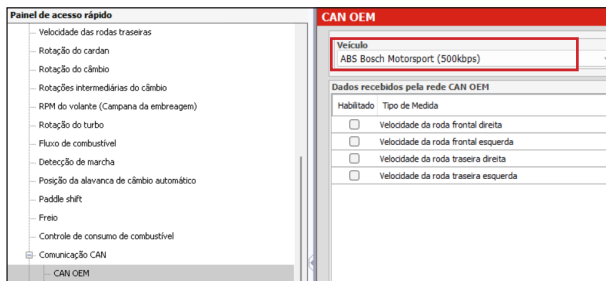 Painel de acesso rápido
Velocidade das rodas traseiras
Rotação do cardan
Rotação do câmbio
Rotações intermediárias do câmbio
RPM do volante (Campana da embreagem)
Rotação do turbo
Fluxo de combustível
Detecção de marcha
Posição da alavanca de câmbio automático
Paddle shift
Freio
Controle de consumo de combustível
Comunicação CAN
CAN OEM
CAN OEM
Veículo
ABS Bosch Motorsport (500kbps)
Dados recebidos pela rede CAN OEM
Habilitado Tipo de Medida
Velocidade da roda frontal direita
Velocidade da roda frontal esquerda
Velocidade da roda traseira direita
Velocidade da roda traseira esquerda